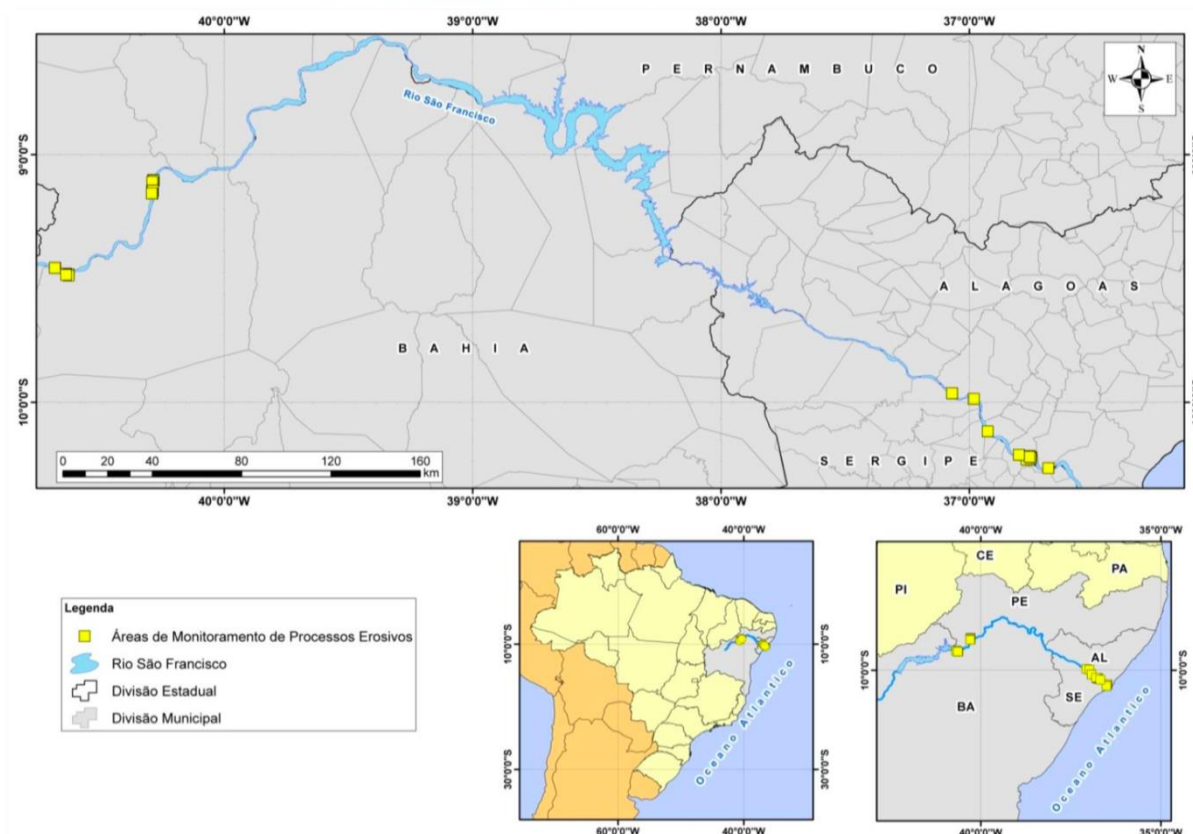 40°0'0"W 39°0'0"W 38°0'0"W 37°0'0"W
P E R N A M B U C O
N
W E
S
Rio São Francisco
9°0'0"S
A L A G O A S
B A H I A
10°0'0"S
S E R G I P E
0 20 40 80 120 160
km
40°0'0"W 39°0'0"W 38°0'0"W 37°0'0"W
Legenda
Áreas de Monitoramento de Processos Erosivos
Rio São Francisco
Divisão Estadual
Divisão Municipal
60°0'0"W 40°0'0"W
10°0'0"S
10°0'0"S
30°0'0"S
30°0'0"S
Oceano Atlantico
60°0'0"W 40°0'0"W
40°0'0"W 35°0'0"W
CE
PA
PI
PE
AL
10°0'0"S
10°0'0"S
SE
BA
Oceano Atlantico
40°0'0"W 35°0'0"W